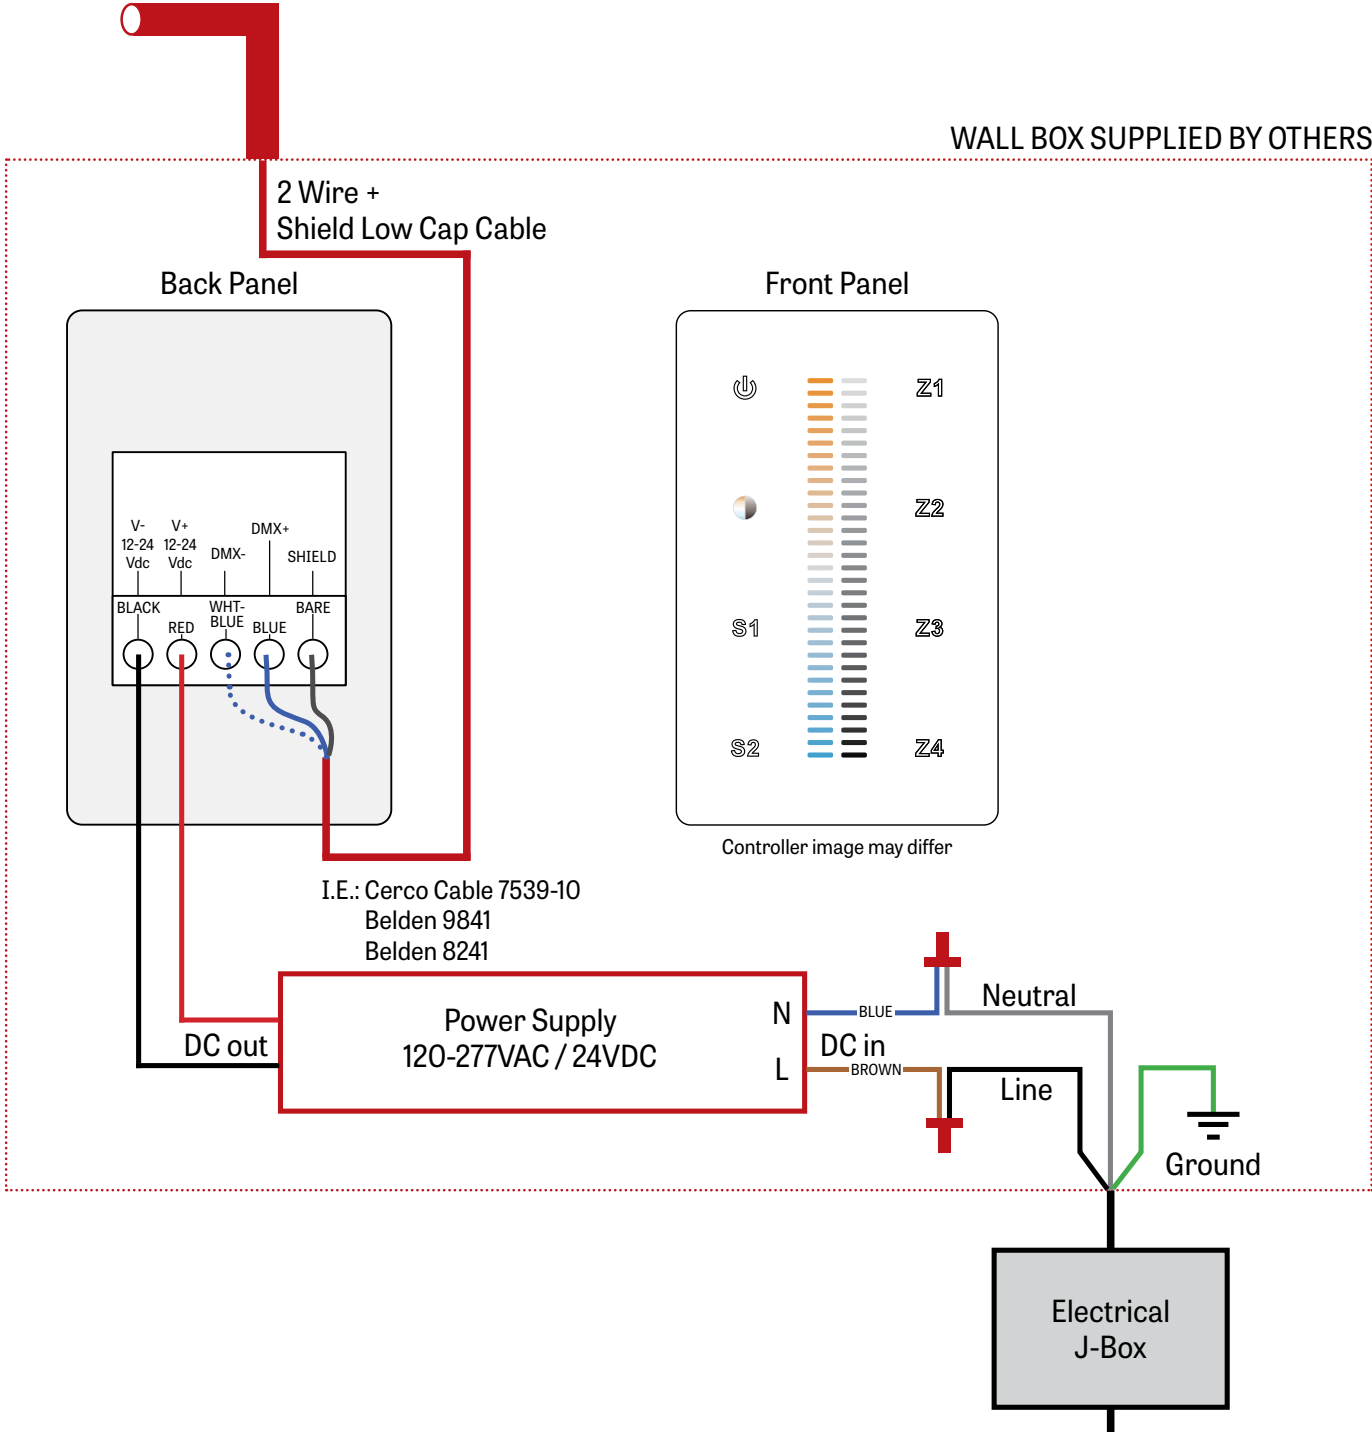 WALL BOX SUPPLIED BY OTHERS
2 Wire +
Shield Low Cap Cable
Back Panel
Front Panel
V-
12-24
Vdc
V+
12-24
Vdc
DMX-
DMX+
SHIELD
BLACK
RED
WHT-
BLUE
BLUE
BARE
Z1
Z2
S1
Z3
S2
Z4
Controller image may differ
I.E.: Cerco Cable 7539-10
Belden 9841
Belden 8241
Power Supply
120-277VAC / 24VDC
DC out
N
L
BLUE
DC in
BROWN
Neutral
Line
Ground
Electrical
J-Box